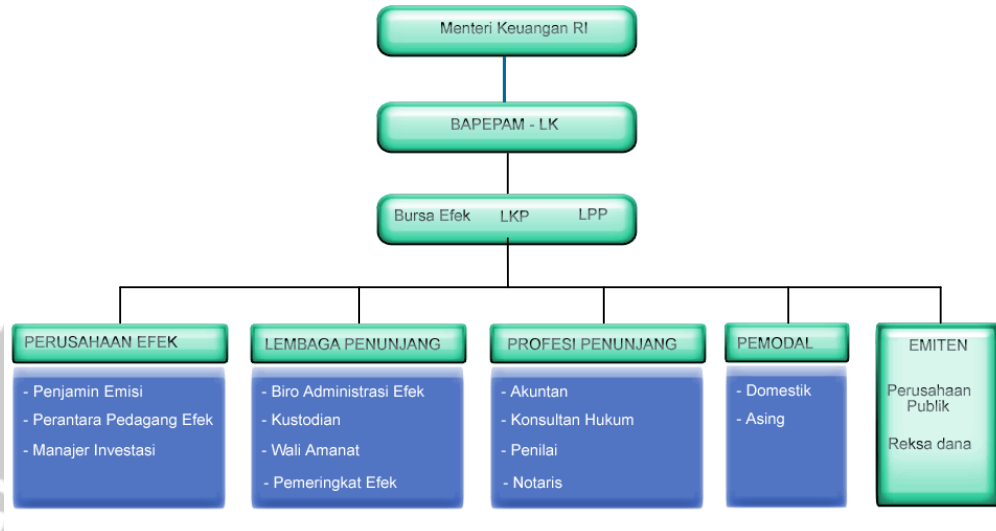 Menteri Keuangan RI
BAPEPAM - LK
Bursa Efek LKP LPP
PERUSAHAAN EFEK
- Penjamin Emisi
- Perantara Pedagang Efek
- Manajer Investasi
LEMBAGA PENUNJANG
- Biro Administrasi Efek
- Kustodian
- Wali Amanat
- Pemeringkat Efek
PROFESI PENUNJANG
- Akuntan
- Konsultan Hukum
- Penilai
- Notaris
PEMODAL
- Domestik
- Asing
EMITEN
Perusahaan
Publik
Reksa dana